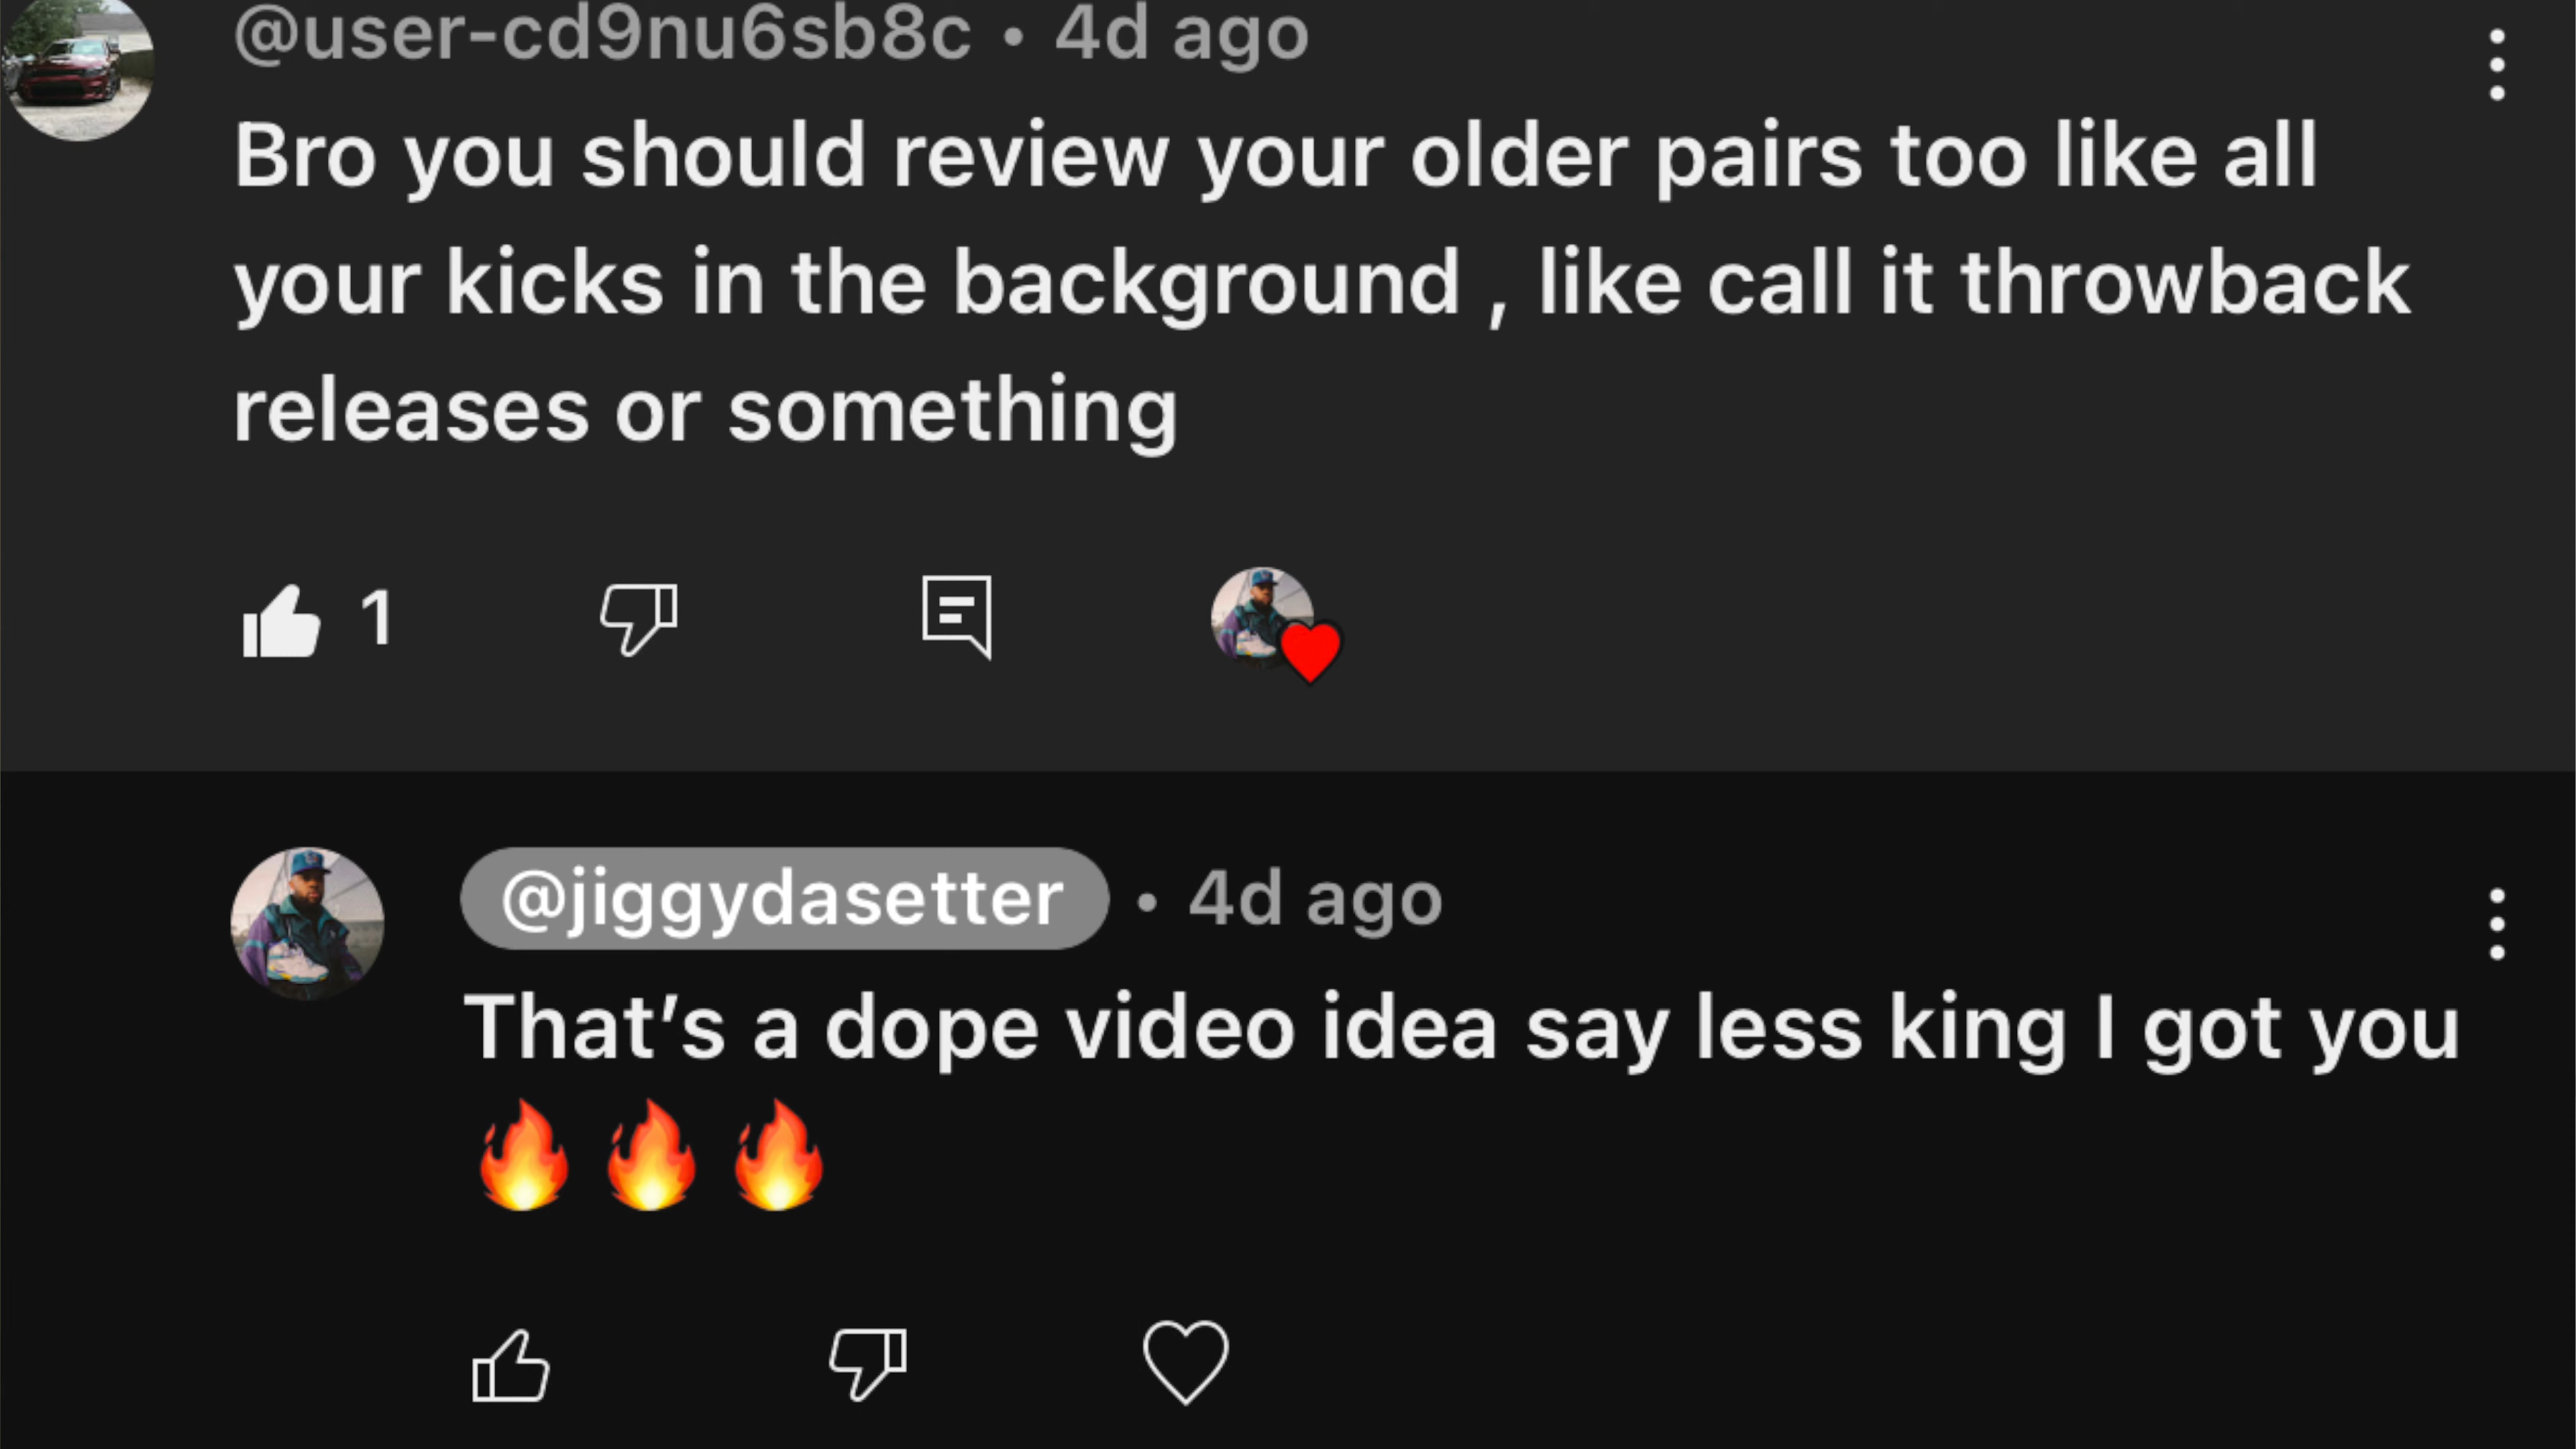 @user-cd9nu6sb8c • 4d ago
Bro you should review your older pairs too like all
your kicks in the background , like call it throwback
releases or something
1
@jiggydasetter • 4d ago
That’s a dope video idea say less king I got you
🔥🔥🔥